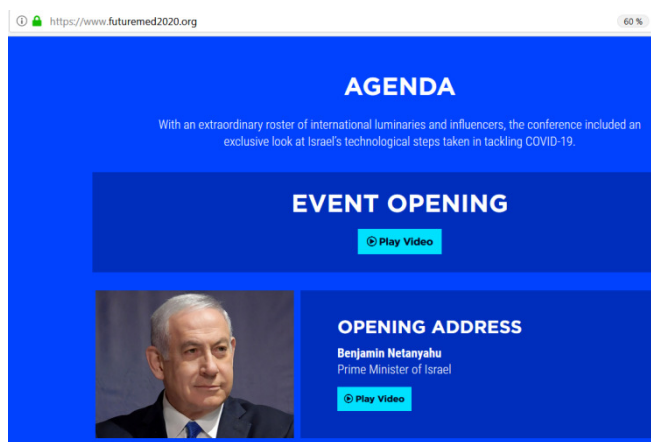 https://www.futuremed2020.org
60 %
AGENDA
With an extraordinary roster of international luminaries and influencers, the conference included an
exclusive look at Israel's technological steps taken in tackling COVID-19.
EVENT OPENING
Play Video
OPENING ADDRESS
Benjamin Netanyahu
Prime Minister of Israel
Play Video